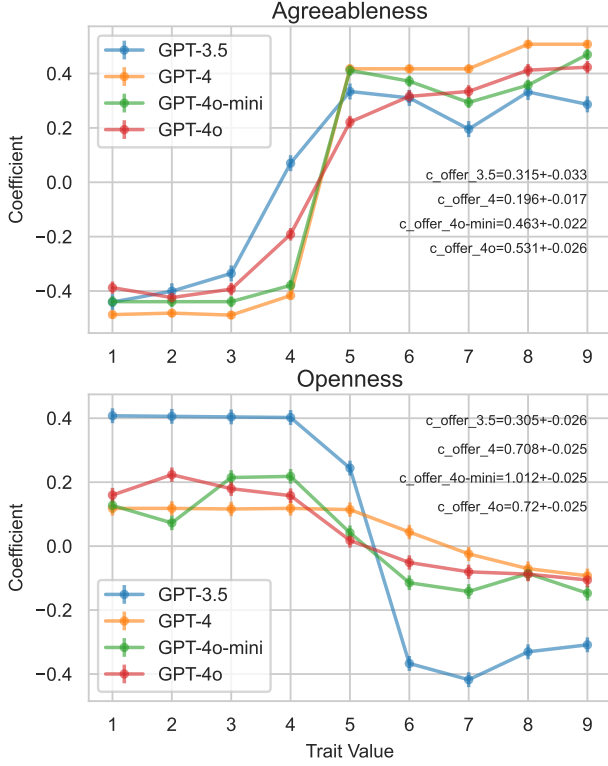 Agreeableness
GPT-3.5
GPT-4
GPT-4o-mini
GPT-4o
0.4
0.2
0.0
−0.2
−0.4
Coefficient
c_offer_3.5=0.315+-0.033
c_offer_4=0.196+-0.017
c_offer_4o-mini=0.463+-0.022
c_offer_4o=0.531+-0.026
1 2 3 4 5 6 7 8 9
Openness
0.4
0.2
0.0
−0.2
−0.4
Coefficient
c_offer_3.5=0.305+-0.026
c_offer_4=0.708+-0.025
c_offer_4o-mini=1.012+-0.025
c_offer_4o=0.72+-0.025
GPT-3.5
GPT-4
GPT-4o-mini
GPT-4o
1 2 3 4 5 6 7 8 9
Trait Value